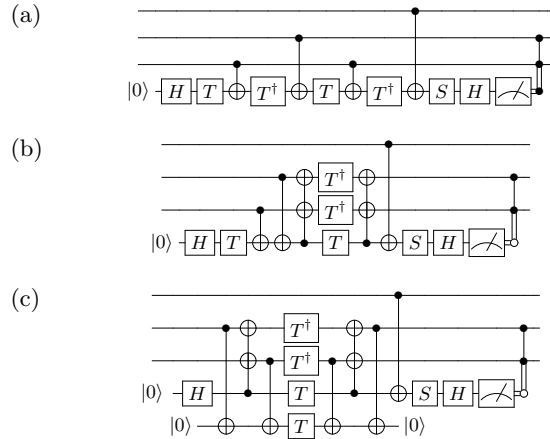 (a)
|0⟩ H T T† T T† S H
(b)
T†
T†
|0⟩ H T T S H
(c)
T†
T†
|0⟩ H T S H
|0⟩ T |0⟩